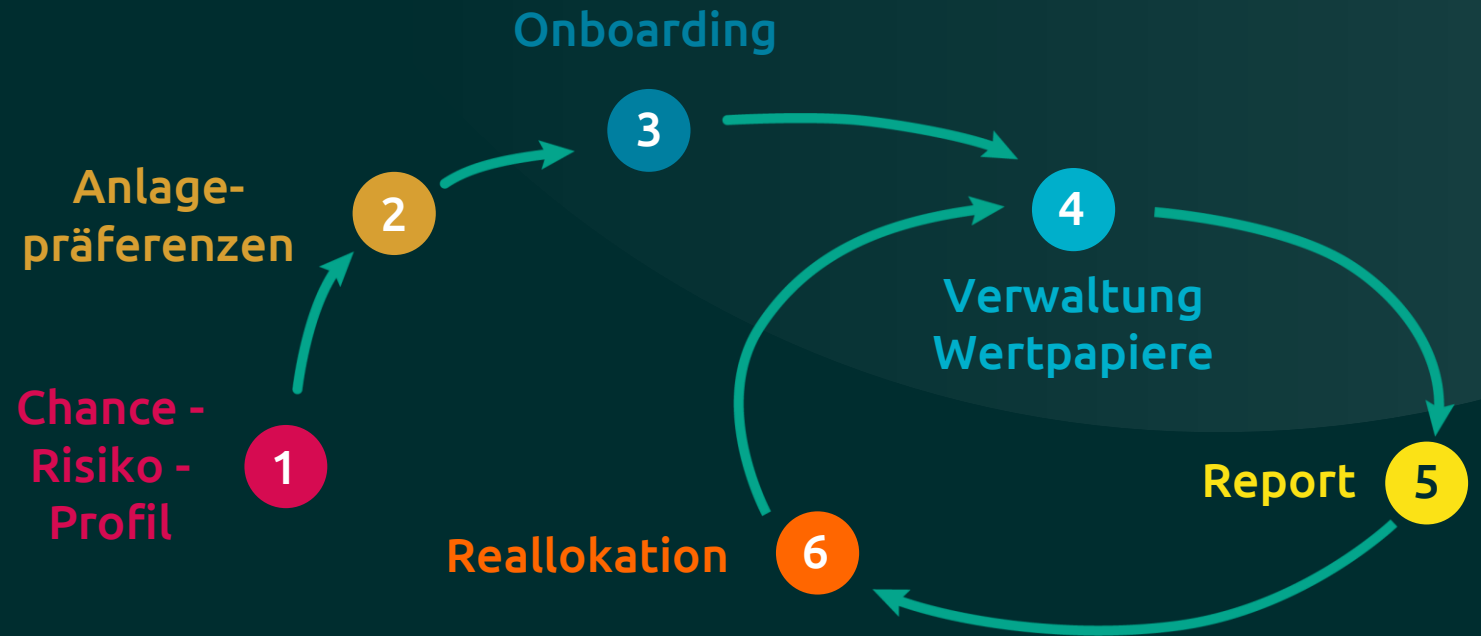 Onboarding
3
Anlage-
präferenzen
2
4
Verwaltung
Wertpapiere
Chance -
Risiko -
Profil
1
Report
5
Reallokation
6